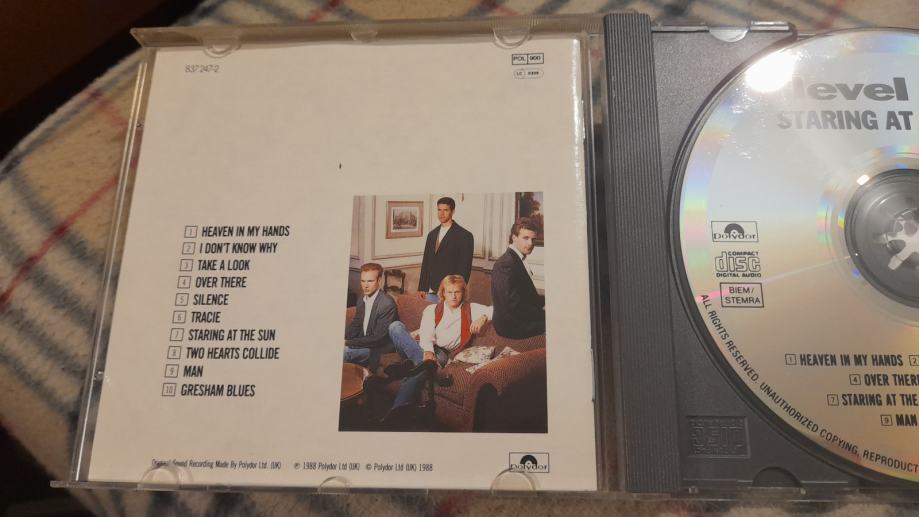 837 247-2
POL 900
LC 0309
1 HEAVEN IN MY HANDS
2 I DON'T KNOW WHY
3 TAKE A LOOK
4 OVER THERE
5 SILENCE
6 TRACIE
7 STARING AT THE SUN
8 TWO HEARTS COLLIDE
9 MAN
10 GRESHAM BLUES
Original Sound Recording Made By Polydor Ltd. (UK) ℗ 1988 Polydor Ltd (UK) © Polydor Ltd (UK) 1988
Polydor
level
STARING AT
Polydor
COMPACT
disc
DIGITAL AUDIO
BIEM/
STEMRA
1 HEAVEN IN MY HANDS 2
4 OVER THERE
7 STARING AT THE
9 MAN
ALL RIGHTS RESERVED. UNAUTHORIZED COPYING, REPRODUCT